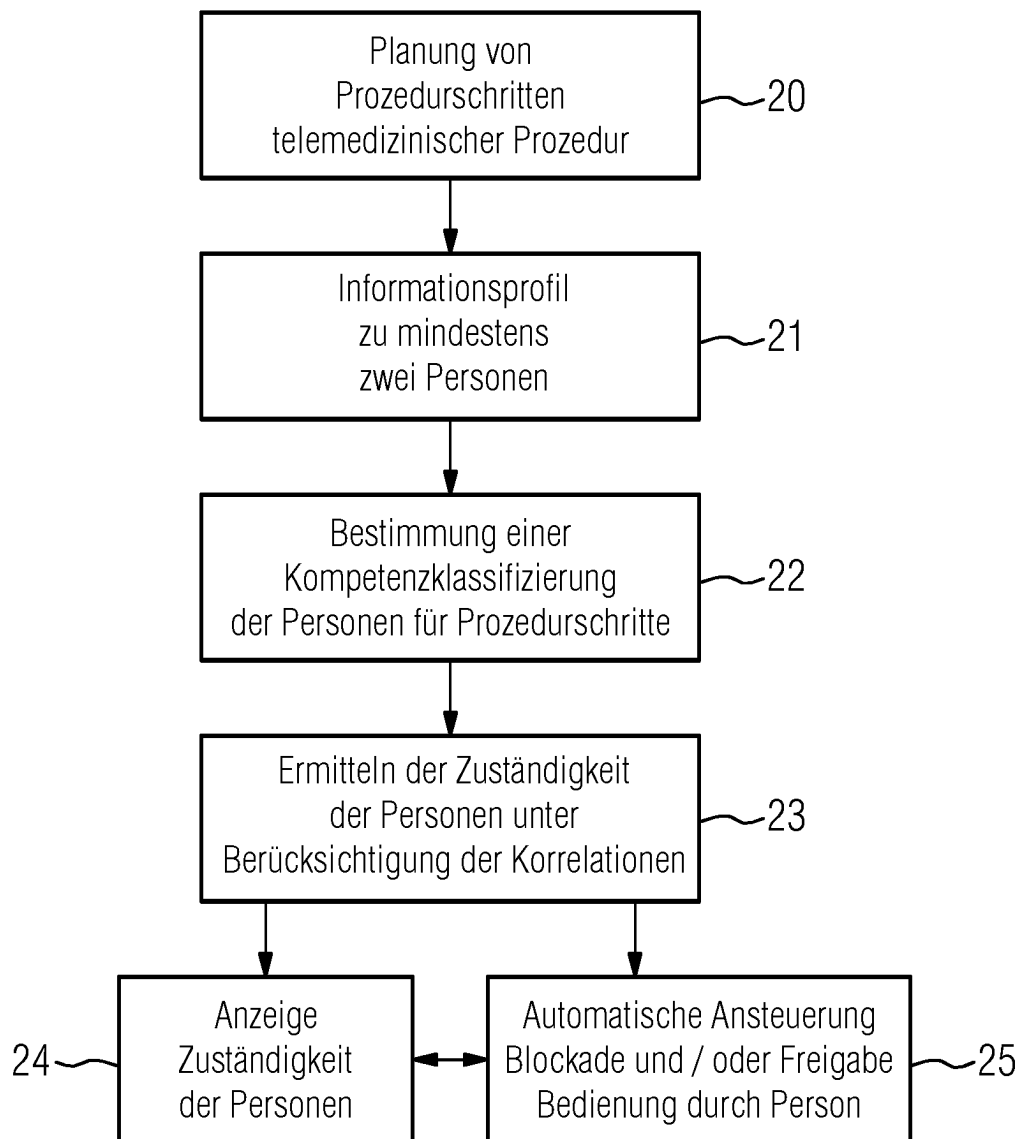 Planung von
Prozedurschritten
telemedizinischer Prozedur
20
Informationsprofil
zu mindestens
zwei Personen
21
Bestimmung einer
Kompetenzklassifizierung
der Personen für Prozedurschritte
22
Ermitteln der Zuständigkeit
der Personen unter
Berücksichtigung der Korrelationen
23
24
Anzeige
Zuständigkeit
der Personen
Automatische Ansteuerung
Blockade und / oder Freigabe
Bedienung durch Person
25